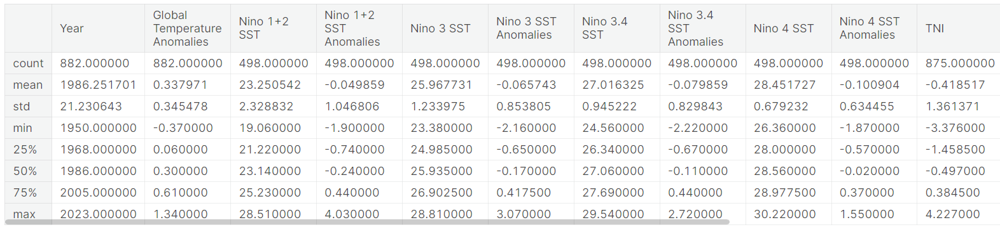 Year Global Temperature Anomalies Nino 1+2 SST Nino 1+2 SST Anomalies Nino 3 SST Nino 3 SST Anomalies Nino 3.4 SST Nino 3.4 SST Anomalies Nino 4 SST Nino 4 SST Anomalies TNI
count 882.000000 882.000000 498.000000 498.000000 498.000000 498.000000 498.000000 498.000000 498.000000 498.000000 875.000000
mean 1986.251701 0.337971 23.250542 -0.049859 25.967731 -0.065743 27.016325 -0.079859 28.451727 -0.100904 -0.418517
std 21.230643 0.345478 2.328832 1.046806 1.233975 0.853805 0.945222 0.829843 0.679232 0.634455 1.361371
min 1950.000000 -0.370000 19.060000 -1.900000 23.380000 -2.160000 24.560000 -2.220000 26.360000 -1.870000 -3.376000
25% 1968.000000 0.060000 21.220000 -0.740000 24.985000 -0.650000 26.340000 -0.670000 28.000000 -0.570000 -1.458500
50% 1986.000000 0.300000 23.140000 -0.240000 25.935000 -0.170000 27.060000 -0.110000 28.560000 -0.020000 -0.497000
75% 2005.000000 0.610000 25.230000 0.440000 26.902500 0.417500 27.690000 0.440000 28.977500 0.370000 0.384500
max 2023.000000 1.340000 28.510000 4.030000 28.810000 3.070000 29.540000 2.720000 30.220000 1.550000 4.227000